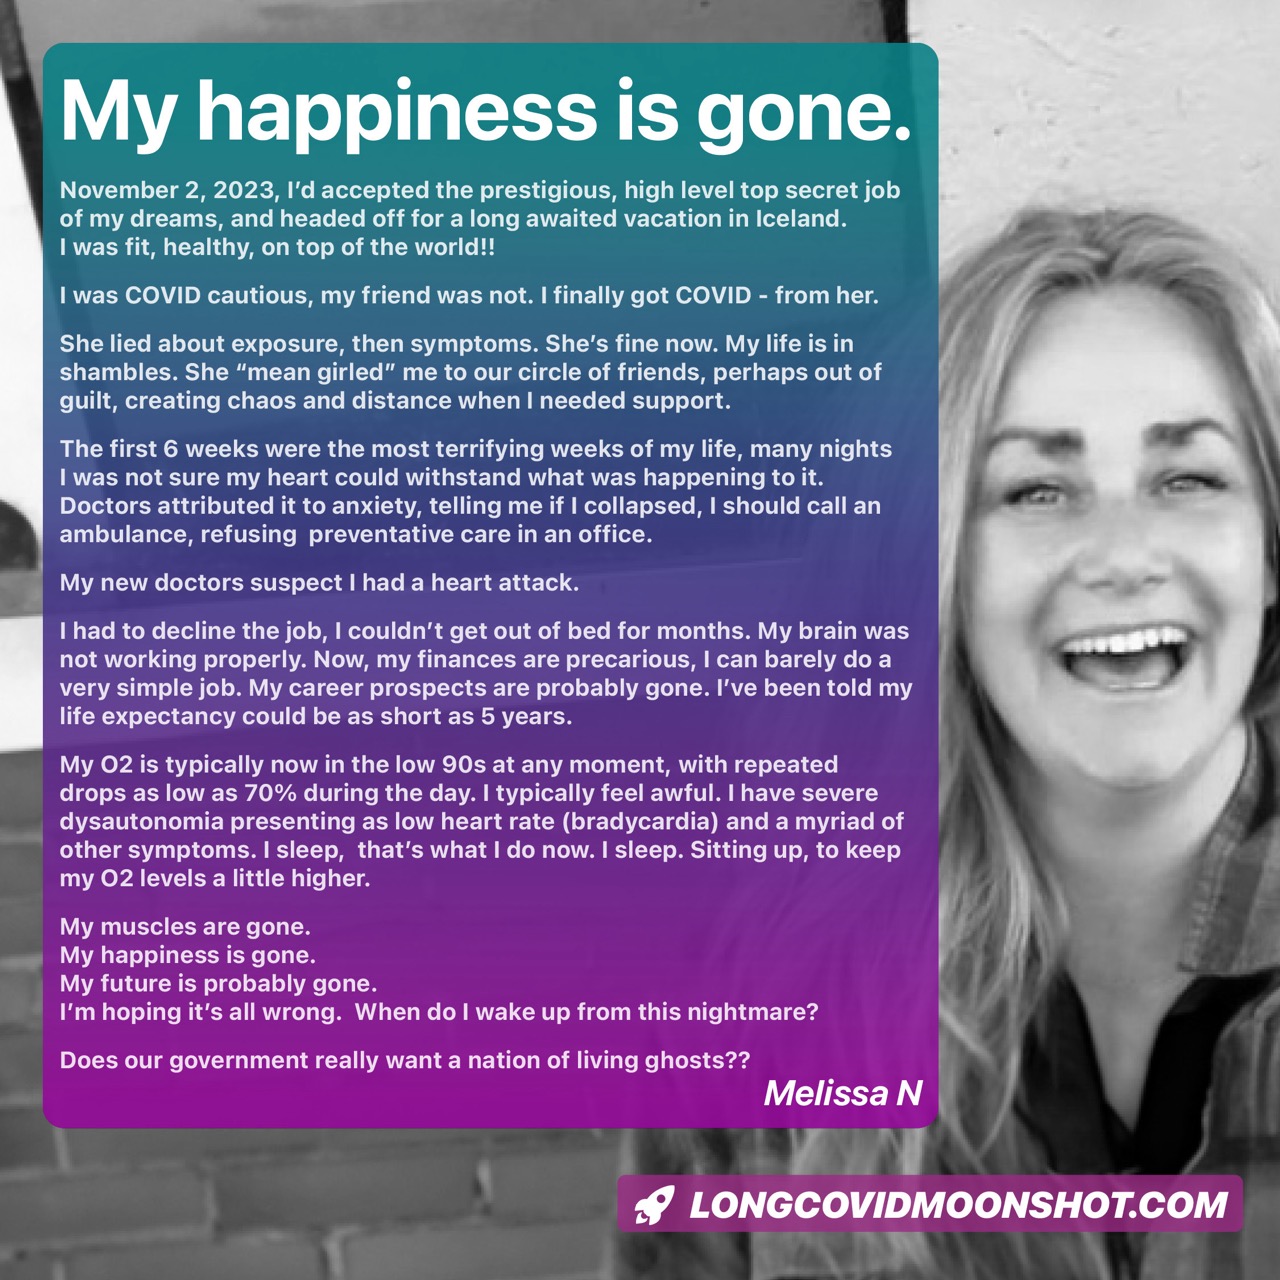 My happiness is gone.
November 2, 2023, I’d accepted the prestigious, high level top secret job
of my dreams, and headed off for a long awaited vacation in Iceland.
I was fit, healthy, on top of the world!!
I was COVID cautious, my friend was not. I finally got COVID - from her.
She lied about exposure, then symptoms. She’s fine now. My life is in
shambles. She “mean girled” me to our circle of friends, perhaps out of
guilt, creating chaos and distance when I needed support.
The first 6 weeks were the most terrifying weeks of my life, many nights
I was not sure my heart could withstand what was happening to it.
Doctors attributed it to anxiety, telling me if I collapsed, I should call an
ambulance, refusing  preventative care in an office.
My new doctors suspect I had a heart attack.
I had to decline the job, I couldn’t get out of bed for months. My brain was
not working properly. Now, my finances are precarious, I can barely do a
very simple job. My career prospects are probably gone. I’ve been told my
life expectancy could be as short as 5 years.
My O2 is typically now in the low 90s at any moment, with repeated
drops as low as 70% during the day. I typically feel awful. I have severe
dysautonomia presenting as low heart rate (bradycardia) and a myriad of
other symptoms. I sleep,  that’s what I do now. I sleep. Sitting up, to keep
my O2 levels a little higher.
My muscles are gone.
My happiness is gone.
My future is probably gone.
I’m hoping it’s all wrong.  When do I wake up from this nightmare?
Does our government really want a nation of living ghosts??
Melissa N
LONGCOVIDMOONSHOT.COM